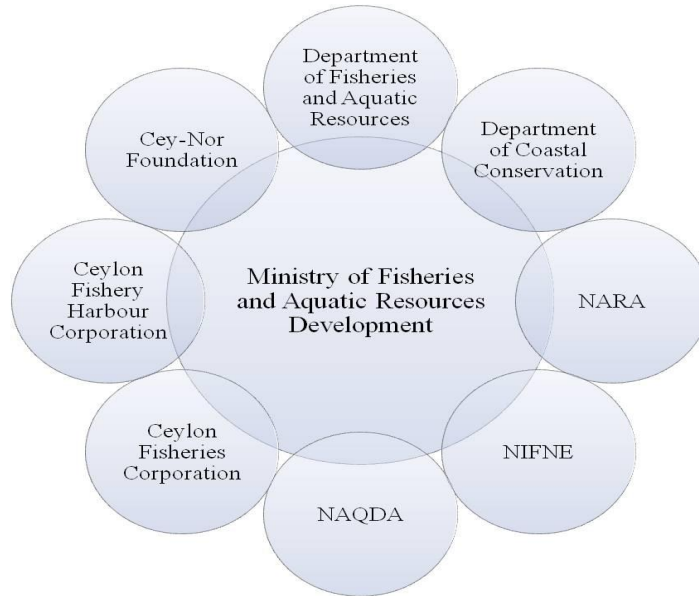 Department
of Fisheries
and Aquatic
Resources
Department
of Coastal
Conservation
NARA
NIFNE
NAQDA
Ceylon
Fisheries
Corporation
Ceylon
Fishery
Harbour
Corporation
Cey-Nor
Foundation
Ministry of Fisheries
and Aquatic Resources
Development